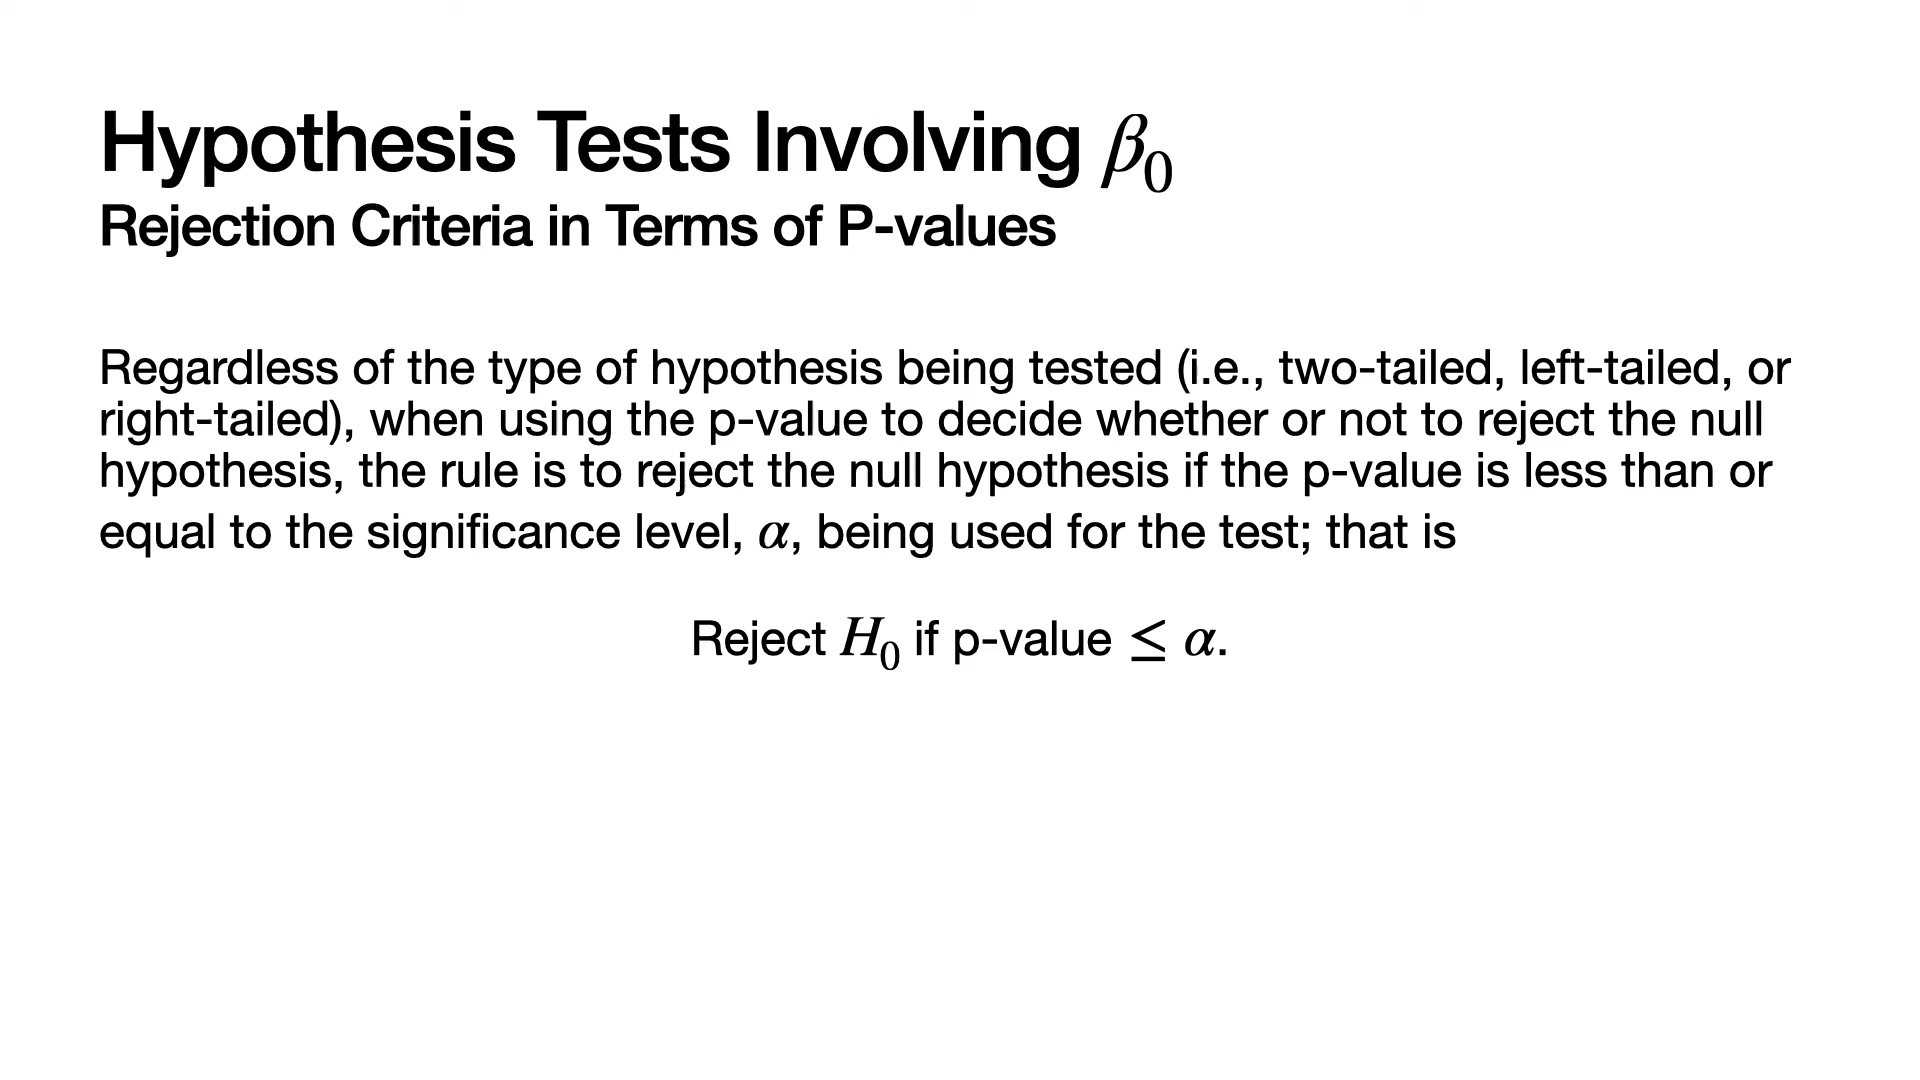 Hypothesis Tests Involving β₀
Rejection Criteria in Terms of P-values
Regardless of the type of hypothesis being tested (i.e., two-tailed, left-tailed, or
right-tailed), when using the p-value to decide whether or not to reject the null
hypothesis, the rule is to reject the null hypothesis if the p-value is less than or
equal to the significance level, α, being used for the test; that is
Reject H₀ if p-value ≤ α.